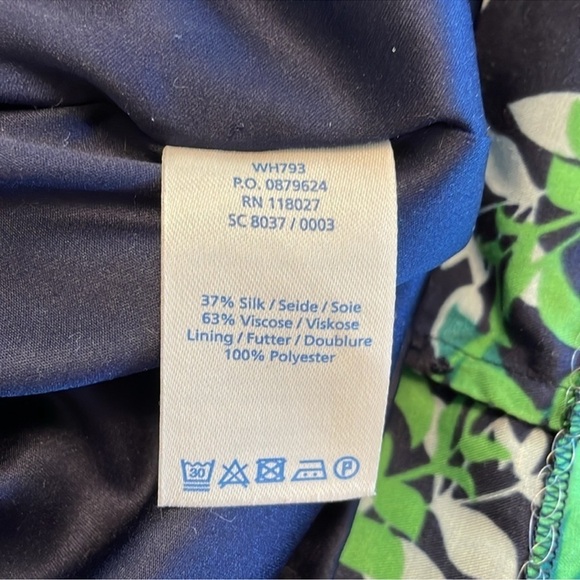 WH793
P.O. 0879624
RN 118027
SC 8037 / 0003
37% Silk / Seide / Soie
63% Viscose / Viskose
Lining / Futter / Doublure
100% Polyester
30 P